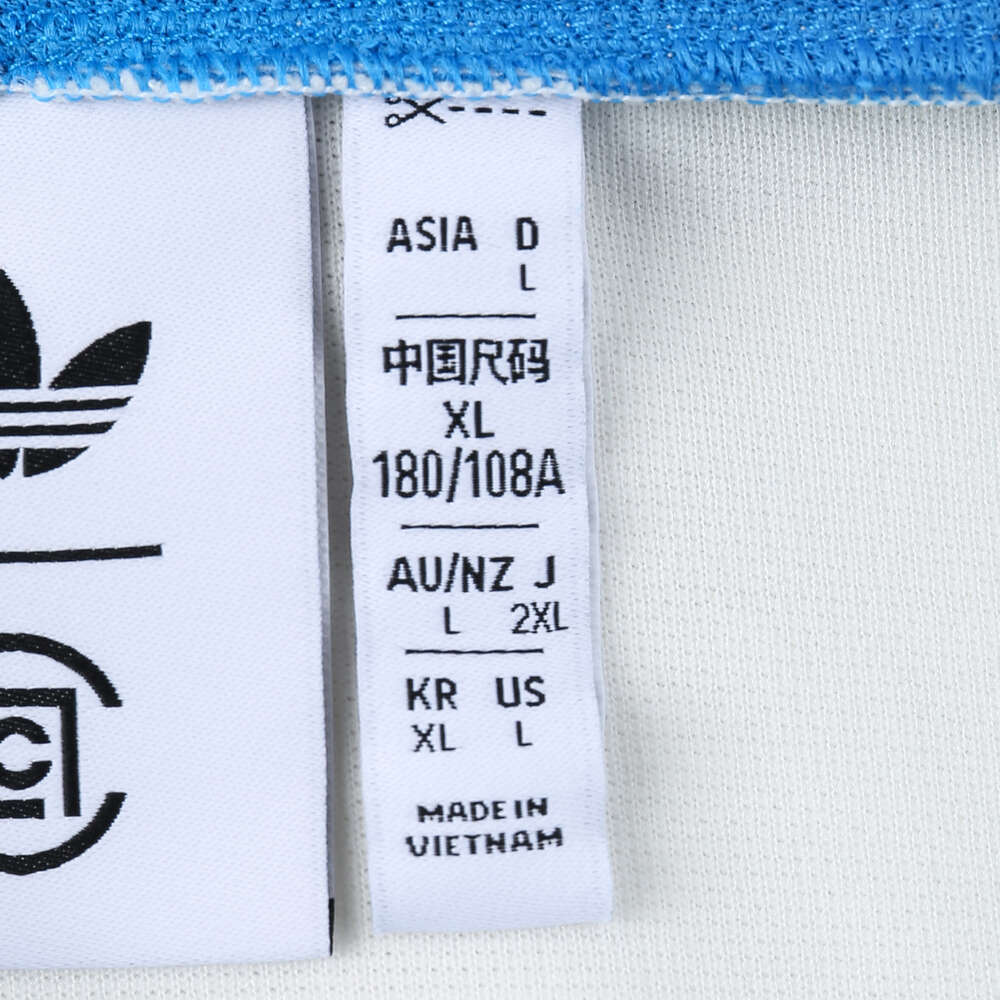 ASIA D
L
中国尺码
XL
180/108A
AU/NZ J
L 2XL
KR US
XL L
MADE IN
VIETNAM